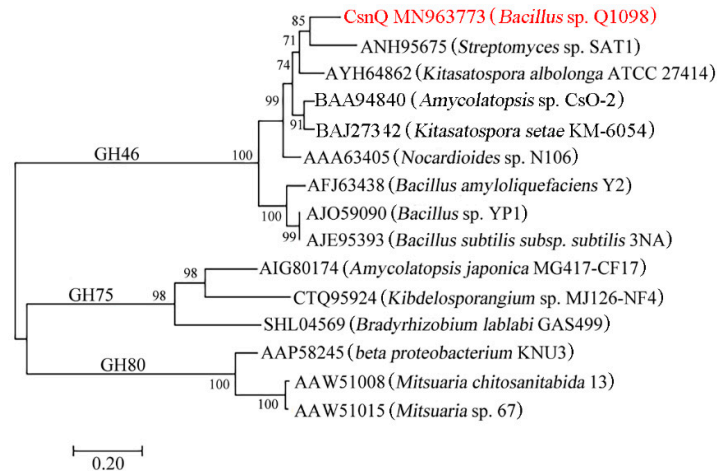 85
CsnQ MN963773 (Bacillus sp. Q1098)
71
ANH95675 (Streptomyces sp. SAT1)
74
AYH64862 (Kitasatospora albolonga ATCC 27414)
99
BAA94840 (Amycolatopsis sp. CsO-2)
91
BAJ27342 (Kitasatospora setae KM-6054)
GH46
100
AAA63405 (Nocardioides sp. N106)
AFJ63438 (Bacillus amyloliquefaciens Y2)
100
AJO59090 (Bacillus sp. YP1)
99
AJE95393 (Bacillus subtilis subsp. subtilis 3NA)
98
AIG80174 (Amycolatopsis japonica MG417-CF17)
GH75
98
CTQ95924 (Kibdelosporangium sp. MJ126-NF4)
SHL04569 (Bradyrhizobium lablabi GAS499)
AAP58245 (beta proteobacterium KNU3)
GH80
100
AAW51008 (Mitsuaria chitosanitabida 13)
100
AAW51015 (Mitsuaria sp. 67)
0.20